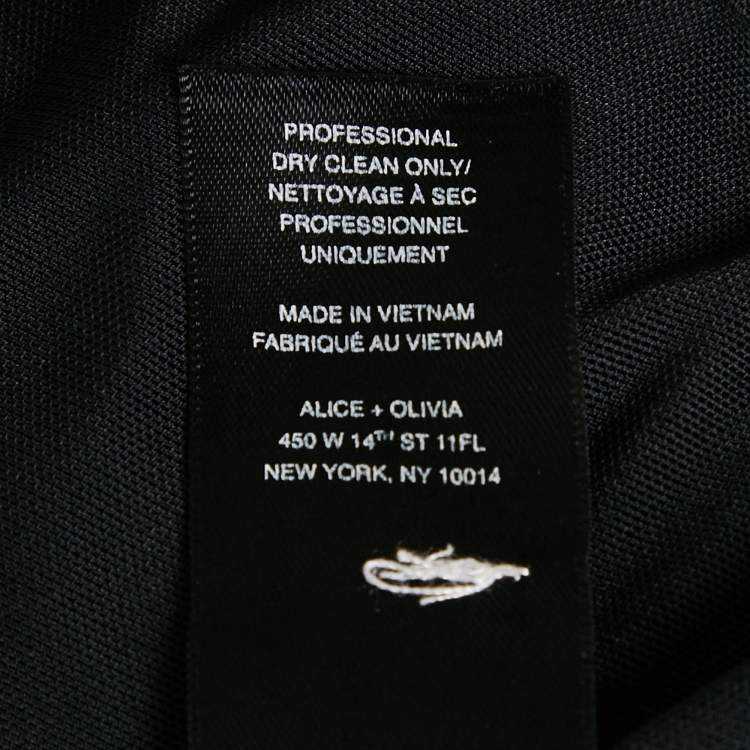 PROFESSIONAL
DRY CLEAN ONLY/
NETTOYAGE À SEC
PROFESSIONNEL
UNIQUEMENT
MADE IN VIETNAM
FABRIQUÉ AU VIETNAM
ALICE + OLIVIA
450 W 14TH ST 11FL
NEW YORK, NY 10014